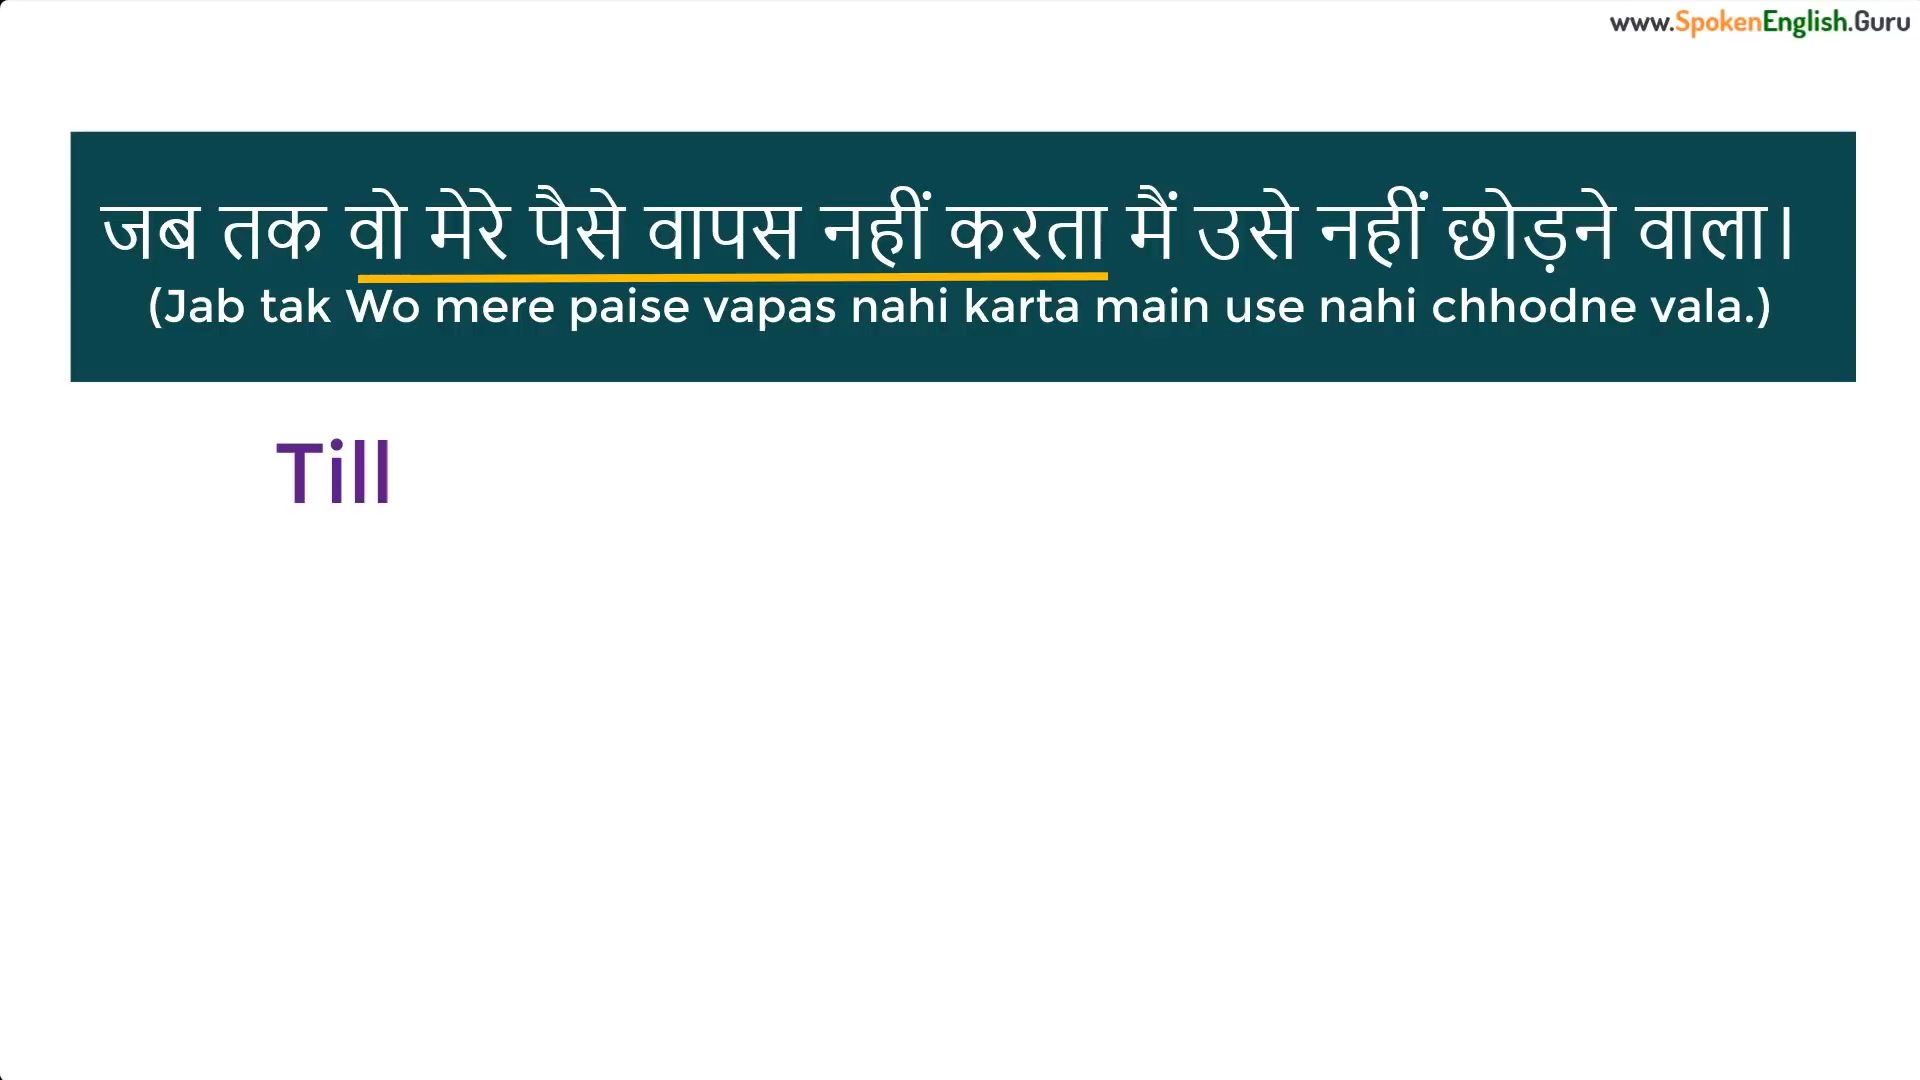 www.SpokenEnglish.Guru
जब तक वो मेरे पैसे वापस नहीं करता मैं उसे नहीं छोड़ने वाला।
(Jab tak Wo mere paise vapas nahi karta main use nahi chhodne vala.)
Till